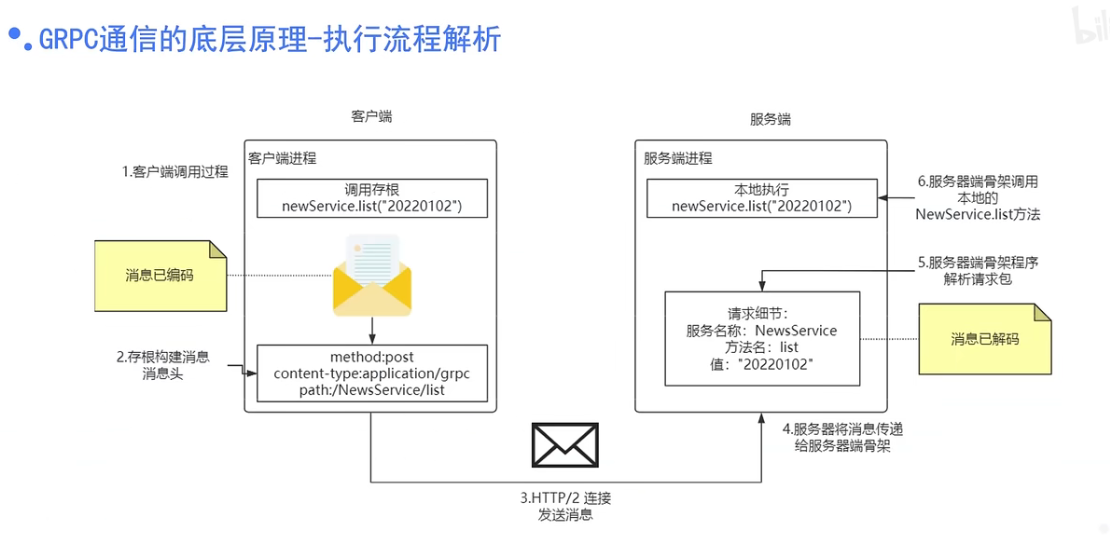 GRPC通信的底层原理-执行流程解析
bil
客户端
服务端
1.客户端调用过程
客户端进程
调用存根
newService.list("20220102")
消息已编码
2.存根构建消息
消息头
method:post
content-type:application/grpc
path:/NewsService/list
3.HTTP/2 连接
发送消息
服务端进程
本地执行
newService.list("20220102")
6.服务器端骨架调用
本地的
NewService.list方法
5.服务器端骨架程序
解析请求包
请求细节:
服务名称: NewsService
方法名: list
值: "20220102"
消息已解码
4.服务器将消息传递
给服务器端骨架